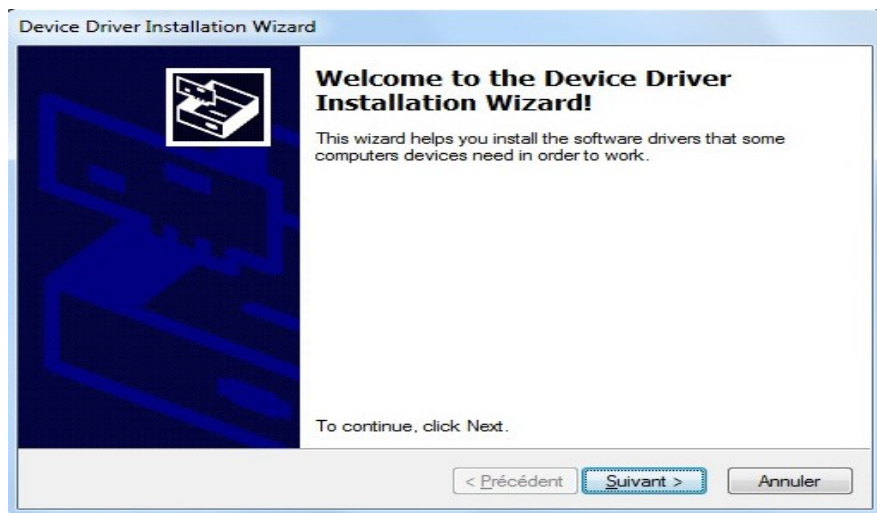 Device Driver Installation Wizard
Welcome to the Device Driver
Installation Wizard!
This wizard helps you install the software drivers that some
computers devices need in order to work.
To continue, click Next.
< Précédent
Suivant >
Annuler